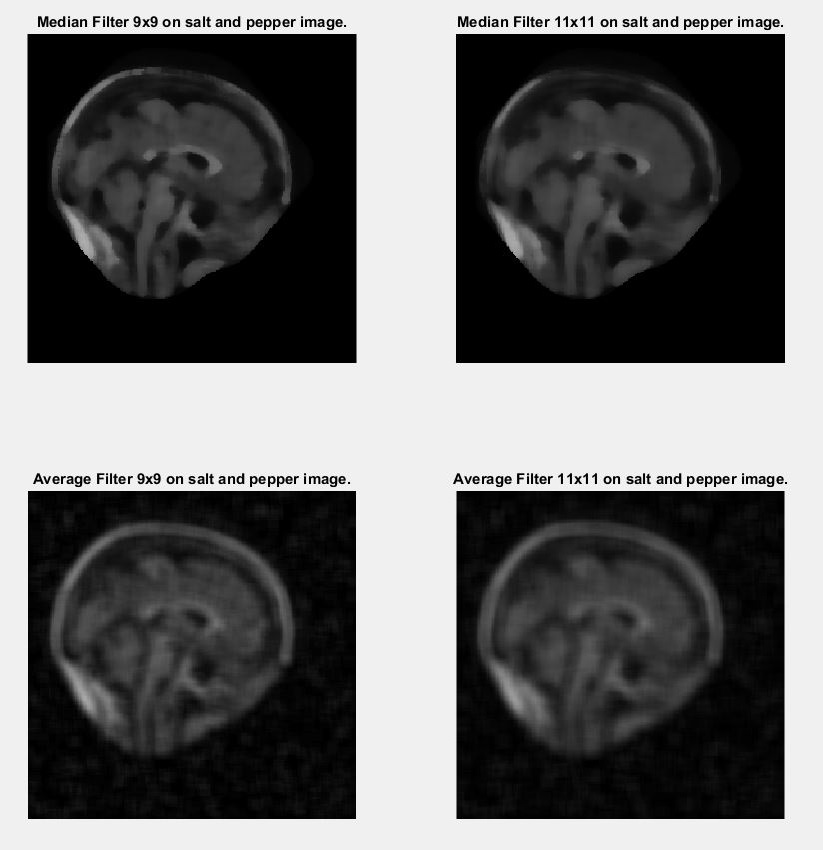 Median Filter 9x9 on salt and pepper image.
Median Filter 11x11 on salt and pepper image.
Average Filter 9x9 on salt and pepper image.
Average Filter 11x11 on salt and pepper image.